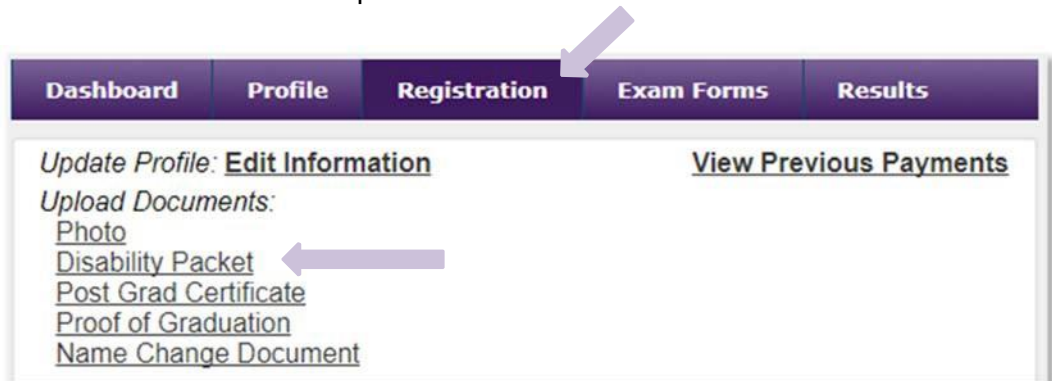 Dashboard Profile Registration Exam Forms Results
Update Profile: Edit Information View Previous Payments
Upload Documents:
Photo
Disability Packet
Post Grad Certificate
Proof of Graduation
Name Change Document